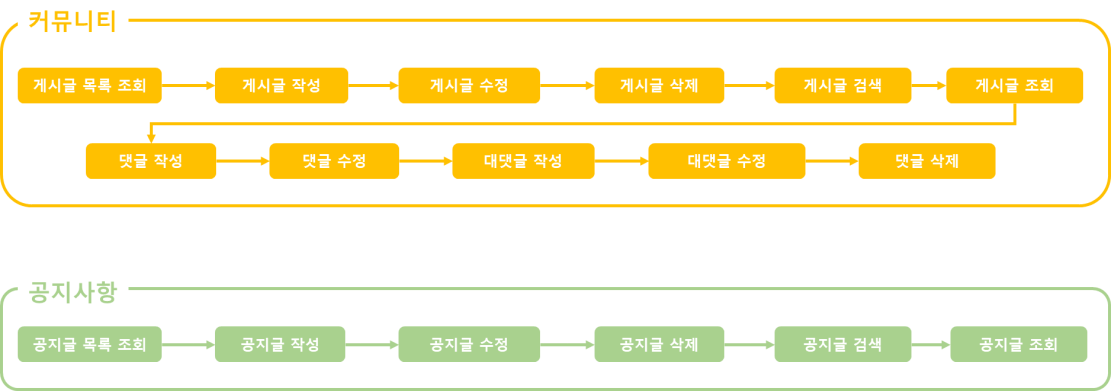 커뮤니티
게시글 목록 조회
게시글 작성
게시글 수정
게시글 삭제
게시글 검색
게시글 조회
댓글 작성
댓글 수정
대댓글 작성
대댓글 수정
댓글 삭제
공지사항
공지글 목록 조회
공지글 작성
공지글 수정
공지글 삭제
공지글 검색
공지글 조회